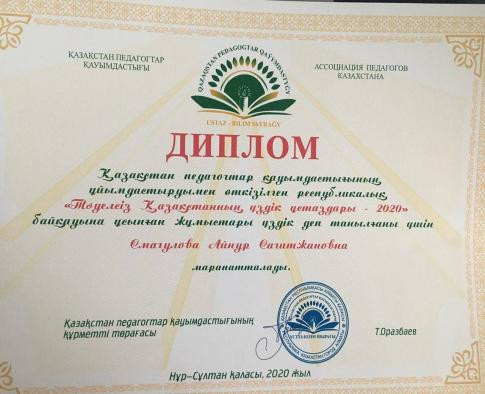 ҚАЗАҚСТАН ПЕДАГОГТАР
ҚАУЫМДАСТЫҒЫ
QAZAQSTAN PEDAGOGTAR QAÝYMDASTYǴY
АССОЦИАЦИЯ ПЕДАГОГОВ
КАЗАХСТАНА
USTAZ - BILIM SHYRAǴY
ДИПЛОМ
Қазақстан педагогтар қауымдастығының
ұйымдастыруымен өткізілген республикалық
«Тәуелсіз Қазақстанның үздік ұстаздары - 2020»
байқауына ұсынған жұмыстары үздік деп танылғаны үшін
Смагулова Айнур Сагитжановна
марапатталады.
Қазақстан педагогтар қауымдастығының
құрметті төрағасы
Т.Оразбаев
Нұр-Сұлтан қаласы, 2020 жыл